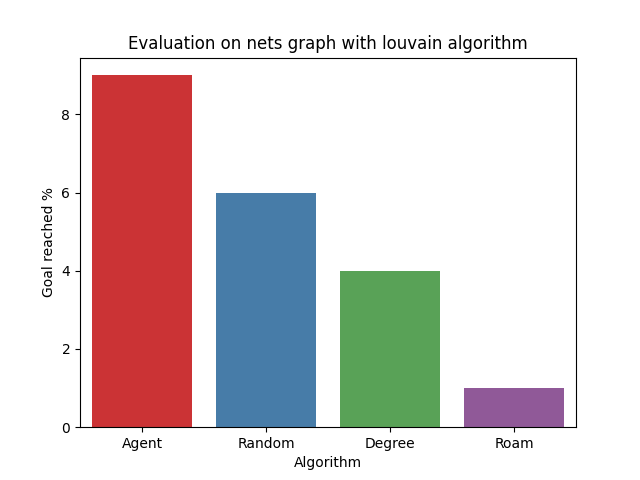 Evaluation on nets graph with louvain algorithm
Goal reached %
8
6
4
2
0
Agent Random Degree Roam
Algorithm